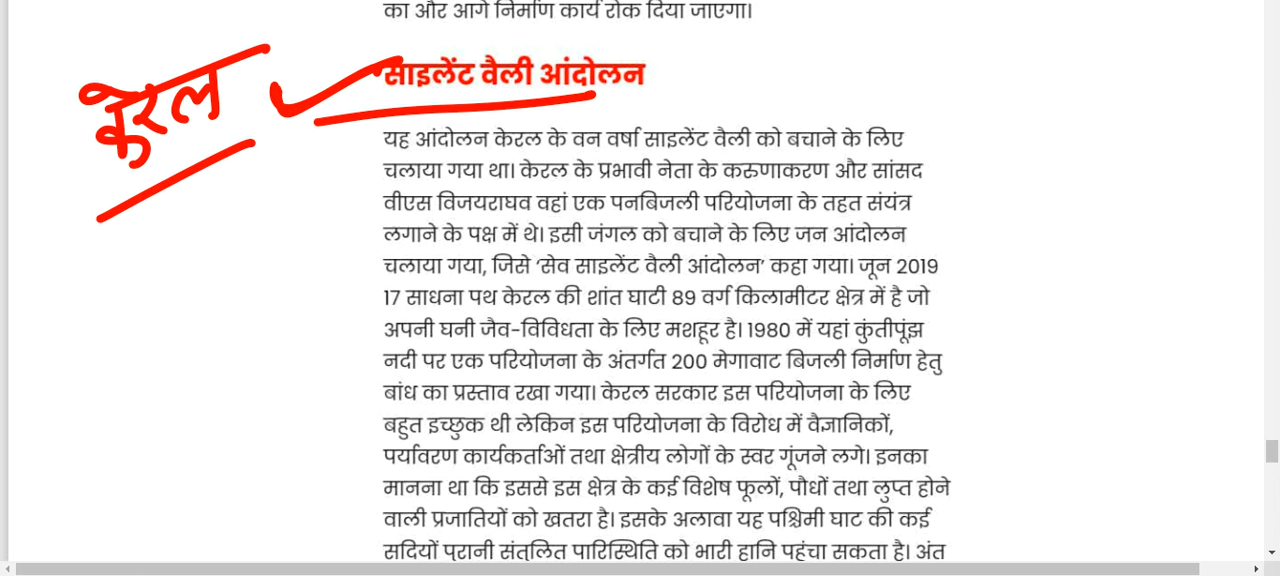 का और आगे निर्माण कार्य रोक दिया जाएगा।
केरल
साइलेंट वैली आंदोलन
यह आंदोलन केरल के वन वर्षा साइलेंट वैली को बचाने के लिए
चलाया गया था। केरल के प्रभावी नेता के करुणाकरण और सांसद
वीएस विजयराघव वहां एक पनबिजली परियोजना के तहत संयंत्र
लगाने के पक्ष में थे। इसी जंगल को बचाने के लिए जन आंदोलन
चलाया गया, जिसे ‘सेव साइलेंट वैली आंदोलन’ कहा गया। जून 2019
17 साधना पथ केरल की शांत घाटी 89 वर्ग किलामीटर क्षेत्र में है जो
अपनी घनी जैव-विविधता के लिए मशहूर है। 1980 में यहां कुंतीपूंझ
नदी पर एक परियोजना के अंतर्गत 200 मेगावाट बिजली निर्माण हेतु
बांध का प्रस्ताव रखा गया। केरल सरकार इस परियोजना के लिए
बहुत इच्छुक थी लेकिन इस परियोजना के विरोध में वैज्ञानिकों,
पर्यावरण कार्यकर्ताओं तथा क्षेत्रीय लोगों के स्वर गूंजने लगे। इनका
मानना था कि इससे इस क्षेत्र के कई विशेष फूलों, पौधों तथा लुप्त होने
वाली प्रजातियों को खतरा है। इसके अलावा यह पश्चिमी घाट की कई
सदियों पुरानी संतुलित पारिस्थिति को भारी हानि पहुंचा सकता है। अंत